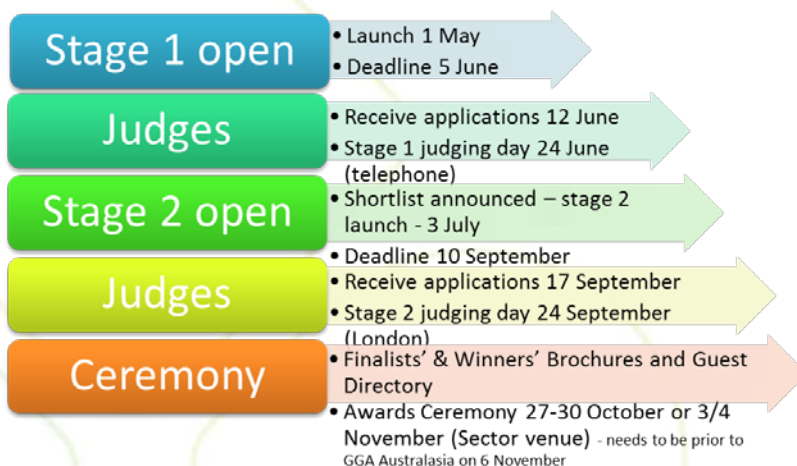 Stage 1 open
• Launch 1 May
• Deadline 5 June
Judges
• Receive applications 12 June
• Stage 1 judging day 24 June
(telephone)
Stage 2 open
• Shortlist announced – stage 2
launch - 3 July
• Deadline 10 September
Judges
• Receive applications 17 September
• Stage 2 judging day 24 September
(London)
Ceremony
• Finalists’ & Winners’ Brochures and Guest
Directory
• Awards Ceremony 27-30 October or 3/4
November (Sector venue) - needs to be prior to
GGA Australasia on 6 November